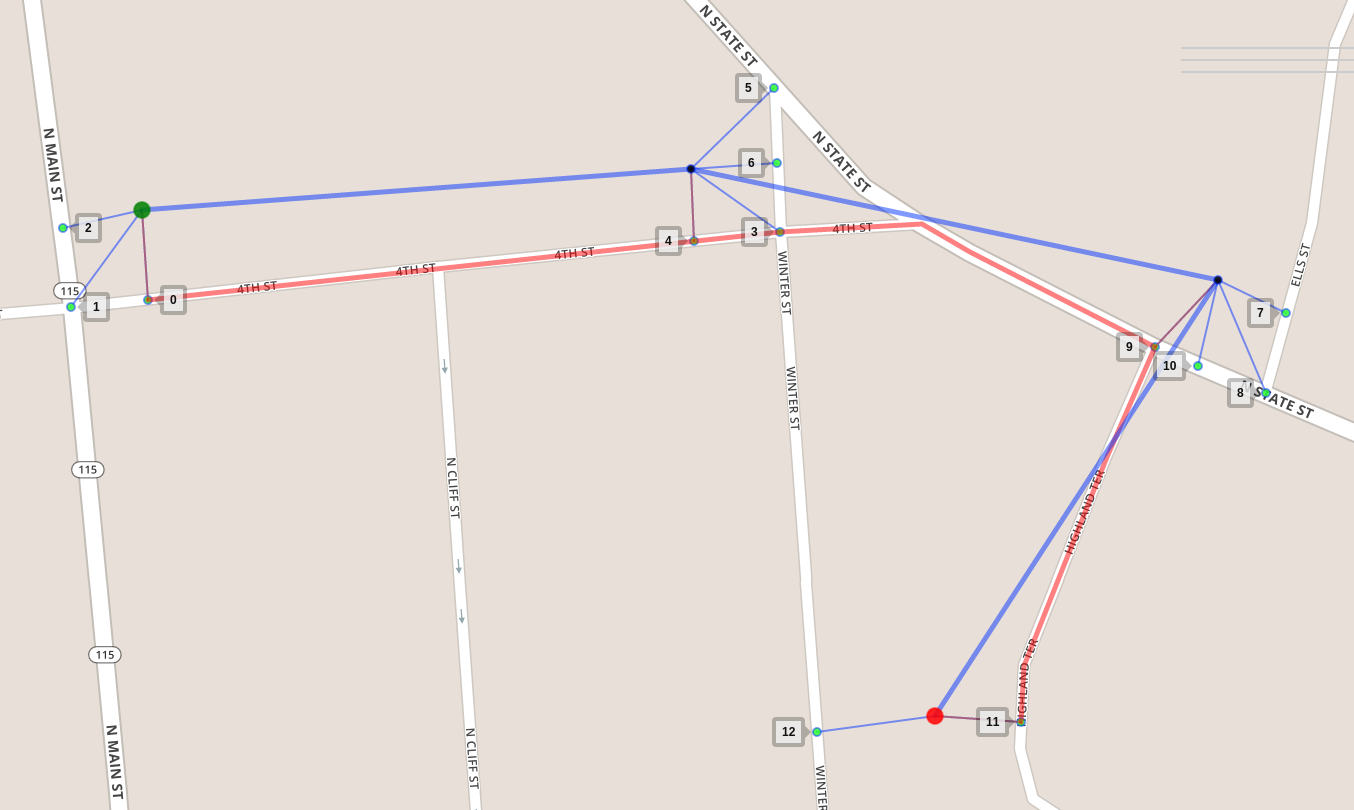 N STATE ST
5
N MAIN ST
N STATE ST
6
2
3
4TH ST
4
4TH ST
4TH ST
4TH ST
115
0
1
WINTER ST
ELLS ST
7
9
10
8
N STATE ST
WINTER ST
115
N CLIFF ST
HIGHLAND TER
115
HIGHLAND TER
11
12
N MAIN ST
N CLIFF ST
WINTER